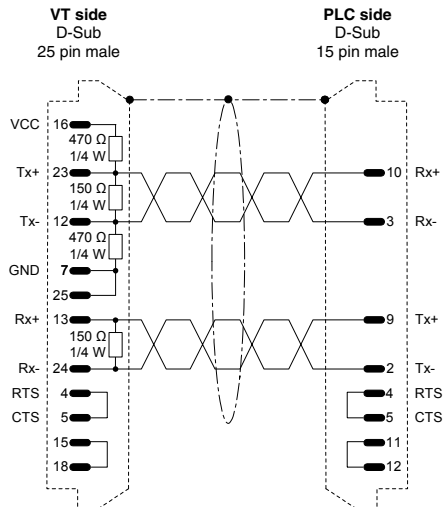 VT side
D-Sub
25 pin male
PLC side
D-Sub
15 pin male
VCC 16
470 Ω
1/4 W
Tx+ 23
10 Rx+
150 Ω
1/4 W
Tx- 12
3 Rx-
470 Ω
1/4 W
GND 7
25
Rx+ 13
9 Tx+
150 Ω
1/4 W
Rx- 24
2 Tx-
RTS 4
4 RTS
CTS 5
5 CTS
15
11
18
12